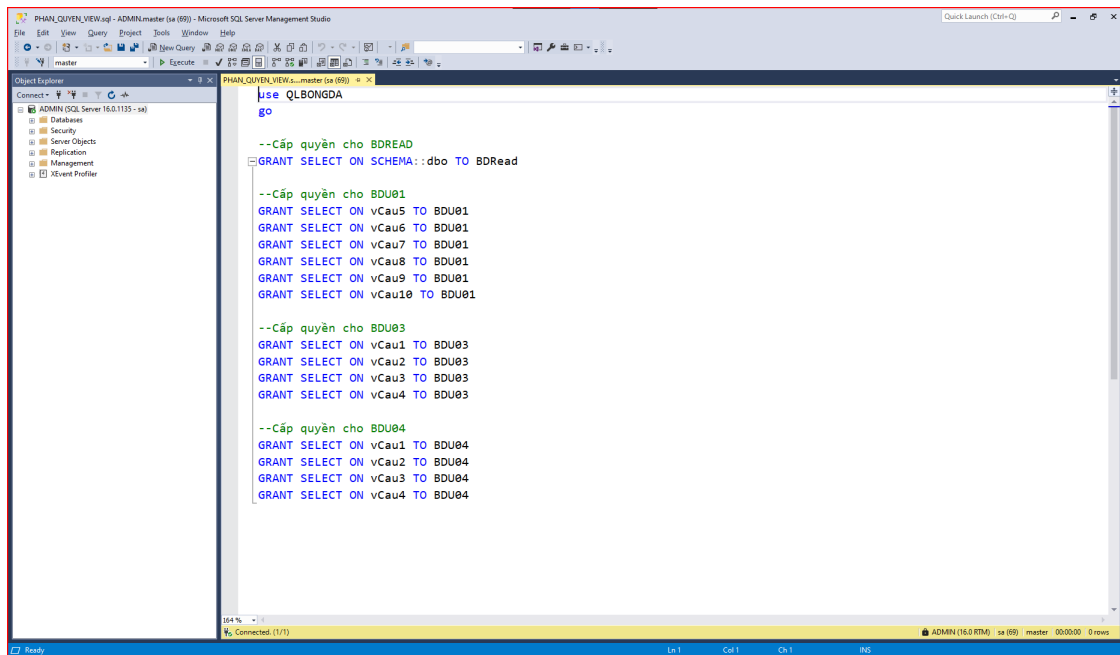 PHAN_QUYEN_VIEW.sql - ADMIN.master (sa (69)) - Microsoft SQL Server Management Studio
Quick Launch (Ctrl+Q)
File Edit View Query Project Tools Window Help
New Query
master
Execute
Object Explorer
PHAN_QUYEN_VIEW.s....master (sa (69))
Connect
ADMIN (SQL Server 16.0.1135 - sa)
Databases
Security
Server Objects
Replication
Management
XEvent Profiler
use QLBONGDA
go
--Cấp quyền cho BDREAD
GRANT SELECT ON SCHEMA::dbo TO BDRead
--Cấp quyền cho BDU01
GRANT SELECT ON vCau5 TO BDU01
GRANT SELECT ON vCau6 TO BDU01
GRANT SELECT ON vCau7 TO BDU01
GRANT SELECT ON vCau8 TO BDU01
GRANT SELECT ON vCau9 TO BDU01
GRANT SELECT ON vCau10 TO BDU01
--Cấp quyền cho BDU03
GRANT SELECT ON vCau1 TO BDU03
GRANT SELECT ON vCau2 TO BDU03
GRANT SELECT ON vCau3 TO BDU03
GRANT SELECT ON vCau4 TO BDU03
--Cấp quyền cho BDU04
GRANT SELECT ON vCau1 TO BDU04
GRANT SELECT ON vCau2 TO BDU04
GRANT SELECT ON vCau3 TO BDU04
GRANT SELECT ON vCau4 TO BDU04
164 %
Connected. (1/1)
ADMIN (16.0 RTM) sa (69) master 00:00:00 0 rows
Ready
Ln 1 Col 1 Ch 1 INS